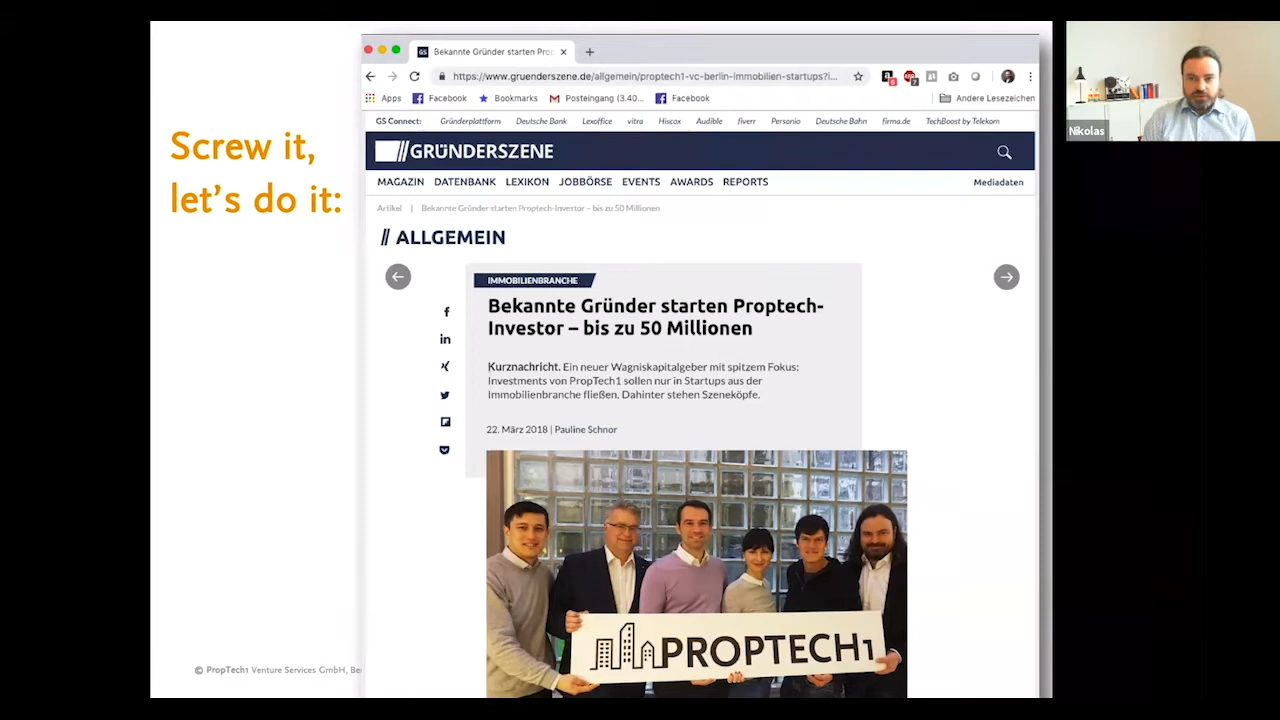 Screw it,
let's do it:
GS Bekannte Gründer starten Prop
https://www.gruenderszene.de/allgemein/proptech1-vc-berlin-immobilien-startups?i...
Apps Facebook Bookmarks Posteingang (3.40... Facebook Andere Lesezeichen
GS Connect: Gründerplattform Deutsche Bank Lexoffice vitra Hiscox Audible fiverr Personio Deutsche Bahn firma.de TechBoost by Telekom
GRÜNDERSZENE
MAGAZIN DATENBANK LEXIKON JOBBÖRSE EVENTS AWARDS REPORTS Mediadaten
Artikel | Bekannte Gründer starten Proptech-Investor – bis zu 50 Millionen
// ALLGEMEIN
IMMOBILIENBRANCHE
Bekannte Gründer starten Proptech-
Investor – bis zu 50 Millionen
Kurznachricht. Ein neuer Wagniskapitalgeber mit spitzem Fokus:
Investments von PropTech1 sollen nur in Startups aus der
Immobilienbranche fließen. Dahinter stehen Szeneköpfe.
22. März 2018 | Pauline Schnor
PROPTECH1
© PropTech1 Venture Services GmbH, Be
Nikolas